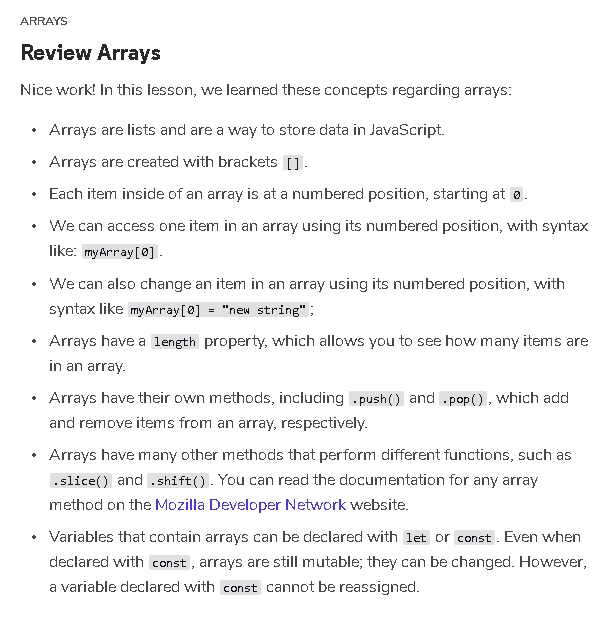 ARRAYS
Review Arrays
Nice work! In this lesson, we learned these concepts regarding arrays:
• Arrays are lists and are a way to store data in JavaScript.
• Arrays are created with brackets [].
• Each item inside of an array is at a numbered position, starting at 0.
• We can access one item in an array using its numbered position, with syntax
like: myArray[0].
• We can also change an item in an array using its numbered position, with
syntax like myArray[0] = "new string";
• Arrays have a length property, which allows you to see how many items are
in an array.
• Arrays have their own methods, including .push() and .pop(), which add
and remove items from an array, respectively.
• Arrays have many other methods that perform different functions, such as
.slice() and .shift(). You can read the documentation for any array
method on the Mozilla Developer Network website.
• Variables that contain arrays can be declared with let or const. Even when
declared with const, arrays are still mutable; they can be changed. However,
a variable declared with const cannot be reassigned.